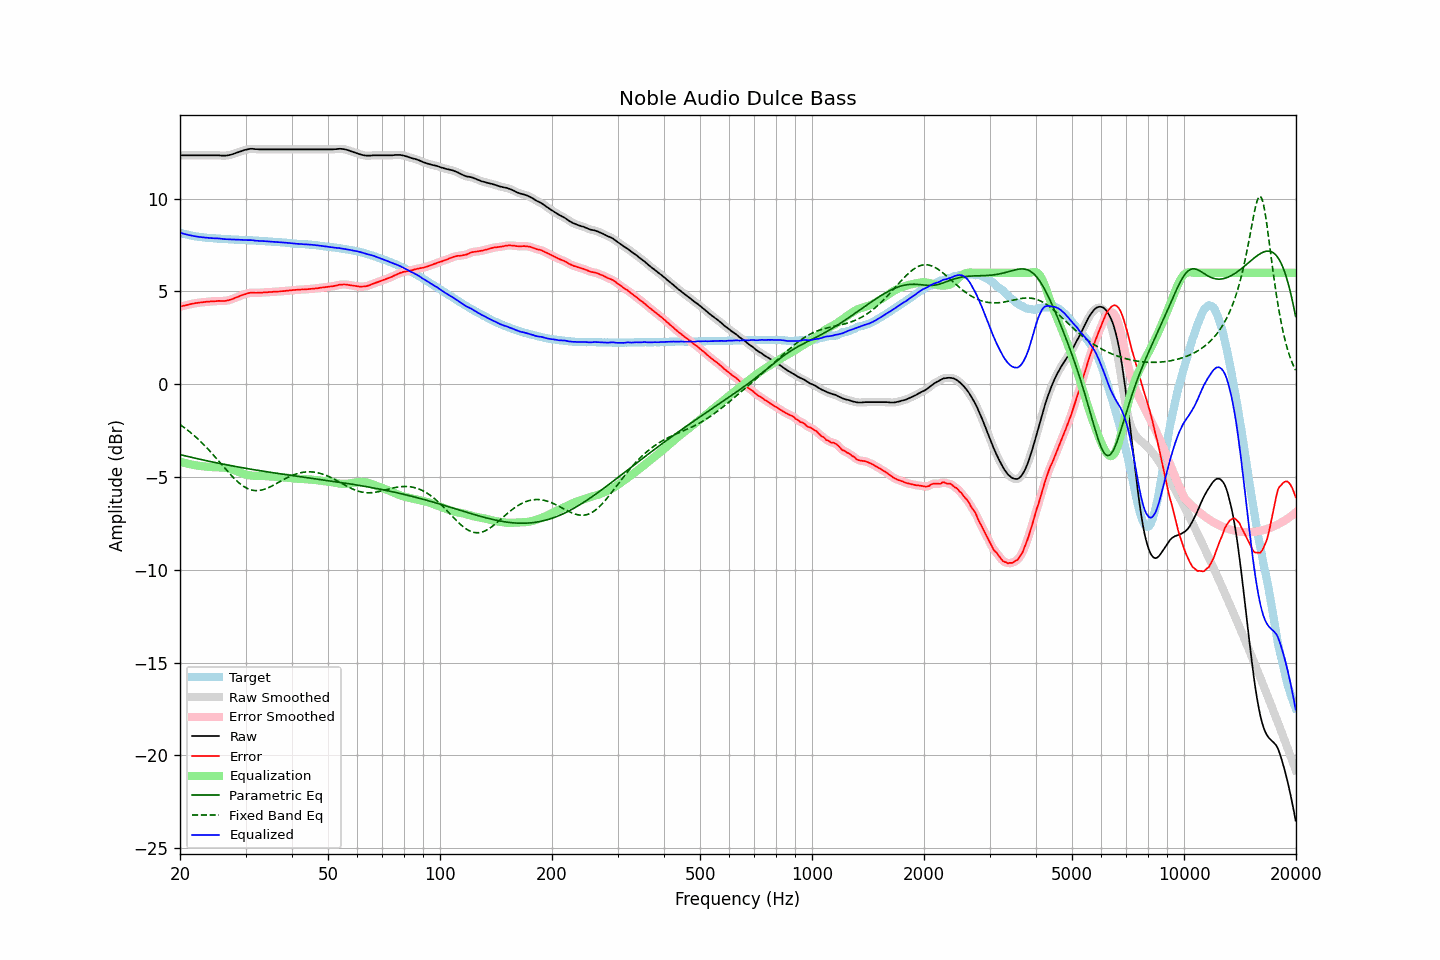 Noble Audio Dulce Bass
Amplitude (dBr)
10
5
0
−5
−10
−15
−20
−25
Target
Raw Smoothed
Error Smoothed
Raw
Error
Equalization
Parametric Eq
Fixed Band Eq
Equalized
20
50
100
200
500
1000
2000
5000
10000
20000
Frequency (Hz)